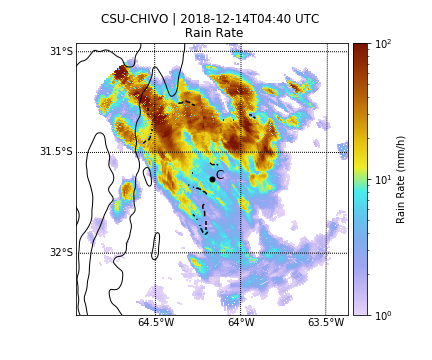 CSU-CHIVO | 2018-12-14T04:40 UTC
Rain Rate
31°S
31.5°S
32°S
64.5°W
64°W
63.5°W
C
10²
10¹
10⁰
Rain Rate (mm/h)